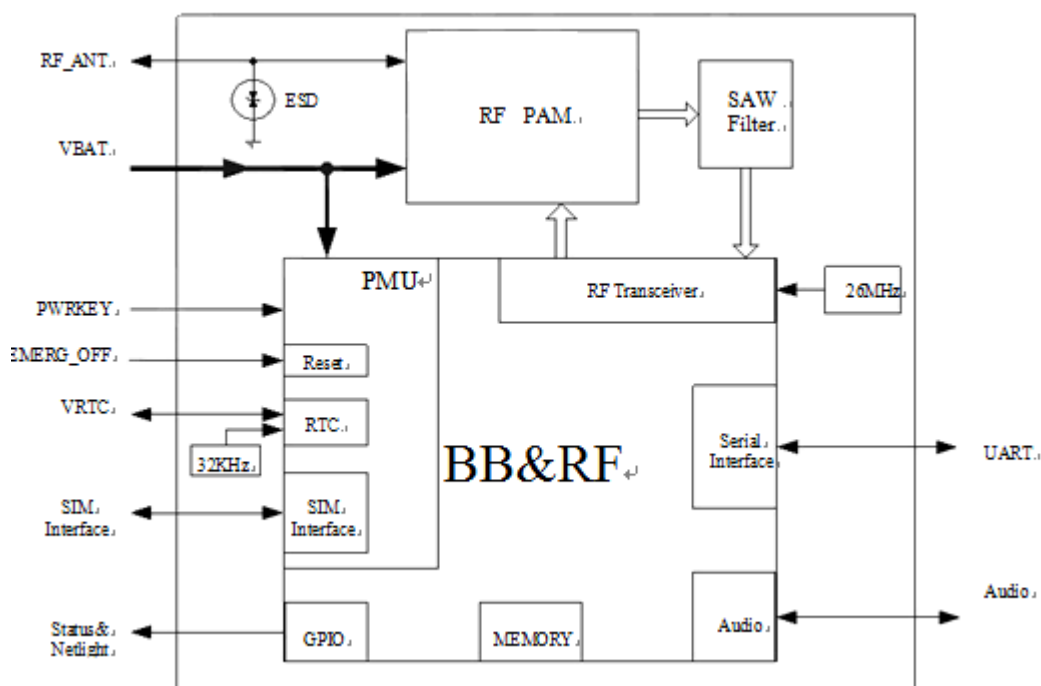 RF_ANT
ESD
RF PAM
SAW
Filter
VBAT
PMU
RF Transceiver
26MHz
PWRKEY
EMERG_OFF
Reset
VRTC
RTC
32KHz
BB&RF
Serial
Interface
UART
SIM
Interface
SIM
Interface
Status&
Netlight
GPIO
MEMORY
Audio
Audio